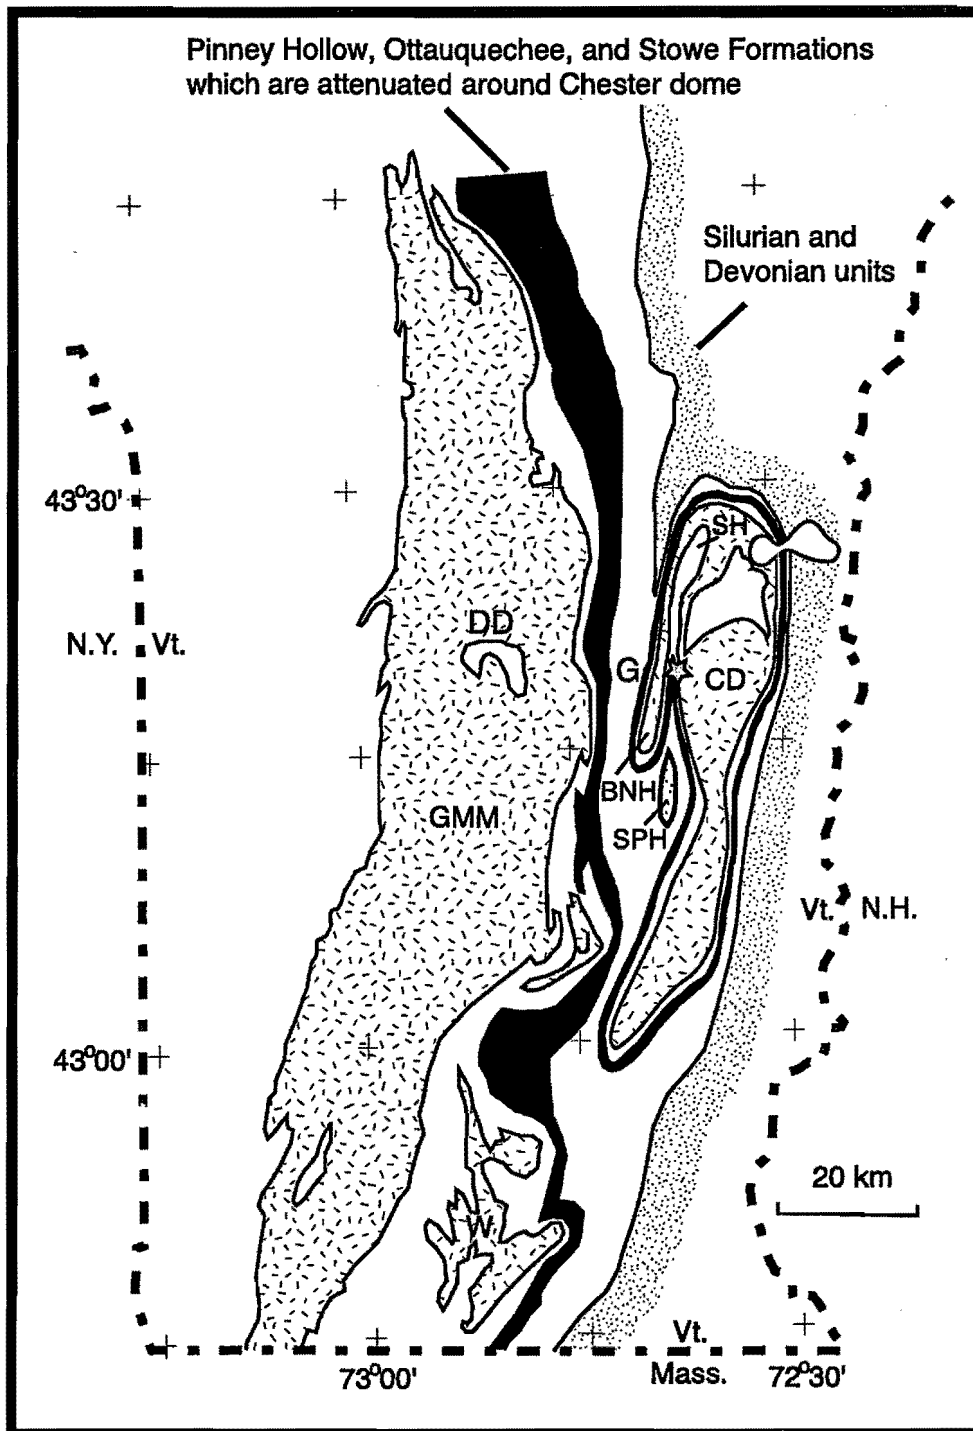 Pinney Hollow, Ottauquechee, and Stowe Formations
which are attenuated around Chester dome
Silurian and
Devonian units
43°30'
SH
N.Y.
Vt.
DD
G
CD
BNH
GMM
SPH
Vt.
N.H.
J
43°00'
20 km
W
Vt.
Mass.
73°00'
72°30'